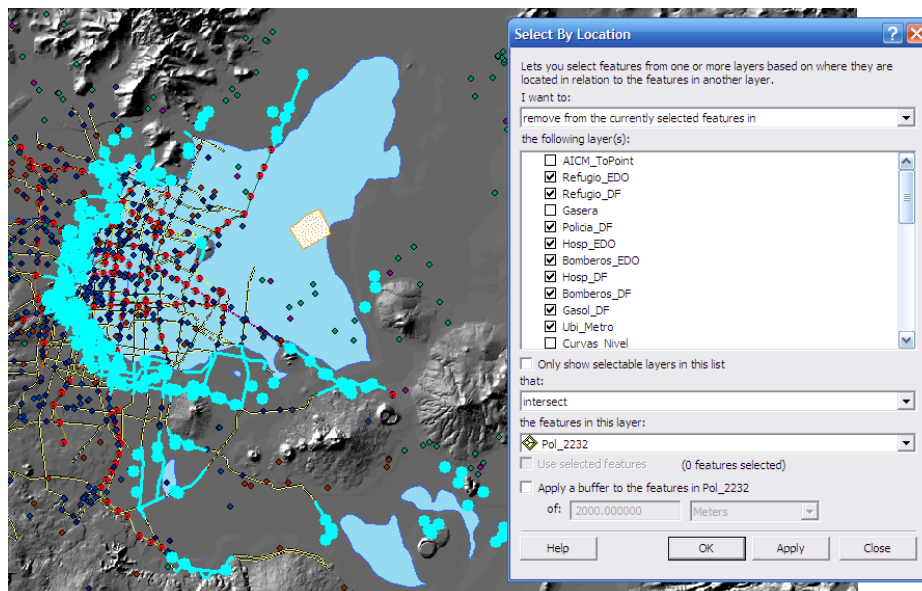 Select By Location
Lets you select features from one or more layers based on where they are
located in relation to the features in another layer.
I want to:
remove from the currently selected features in
the following layer(s):
AICM_ToPoint
Refugio_EDO
Refugio_DF
Gasera
Policia_DF
Hosp_EDO
Bomberos_EDO
Hosp_DF
Bomberos_DF
Gasol_DF
Ubi_Metro
Curvas_Nivel
Only show selectable layers in this list
that:
intersect
the features in this layer:
Pol_2232
Use selected features (0 features selected)
Apply a buffer to the features in Pol_2232
of: 2000.000000 Meters
Help OK Apply Close